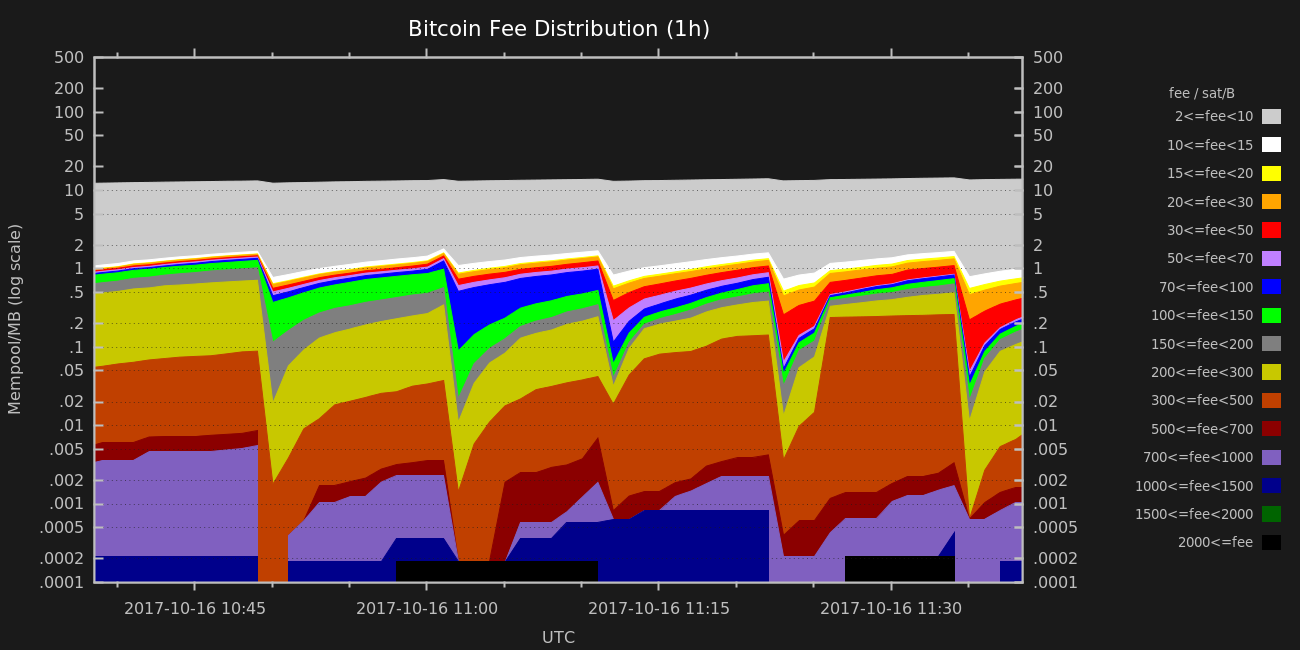 Bitcoin Fee Distribution (1h)
500 500
200 200
100 100
50 50
20 20
10 10
5 5
2 2
1 1
.5 .5
.2 .2
.1 .1
.05 .05
.02 .02
.01 .01
.005 .005
.002 .002
.001 .001
.0005 .0005
.0002 .0002
.0001 .0001
Mempool/MB (log scale)
2017-10-16 10:45 2017-10-16 11:00 2017-10-16 11:15 2017-10-16 11:30
UTC
fee / sat/B
2<=fee<10
10<=fee<15
15<=fee<20
20<=fee<30
30<=fee<50
50<=fee<70
70<=fee<100
100<=fee<150
150<=fee<200
200<=fee<300
300<=fee<500
500<=fee<700
700<=fee<1000
1000<=fee<1500
1500<=fee<2000
2000<=fee